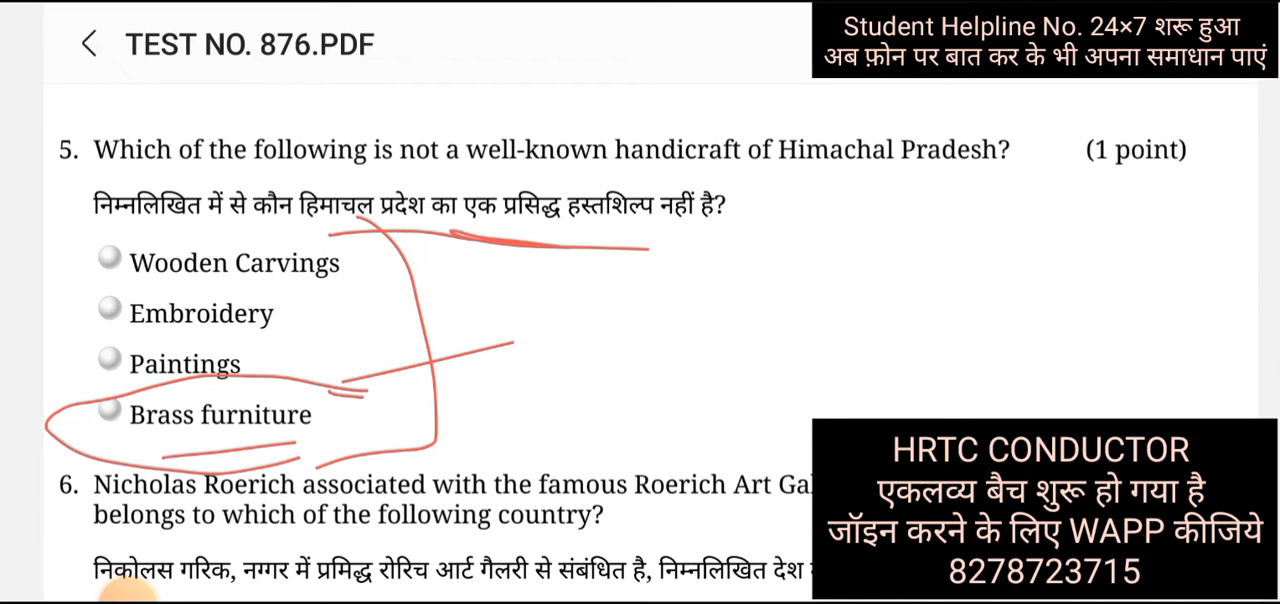 TEST NO. 876.PDF
Student Helpline No. 24×7 शरू हुआ
अब फ़ोन पर बात कर के भी अपना समाधान पाएं
5. Which of the following is not a well-known handicraft of Himachal Pradesh? (1 point)
निम्नलिखित में से कौन हिमाचल प्रदेश का एक प्रसिद्ध हस्तशिल्प नहीं है?
Wooden Carvings
Embroidery
Paintings
Brass furniture
6. Nicholas Roerich associated with the famous Roerich Art Gal
belongs to which of the following country?
निकोलस गरिक, नग्गर में प्रमिद्ध रोरिच आर्ट गैलरी से संबंधित है, निम्नलिखित देश
HRTC CONDUCTOR
एकलव्य बैच शुरू हो गया है
जॉइन करने के लिए WAPP कीजिये
8278723715